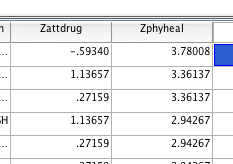 Zattdrug Zphyheal
... -.59340 3.78008
... 1.13657 3.36137
... .27159 3.36137
SH 1.13657 2.94267
... .27159 2.94267